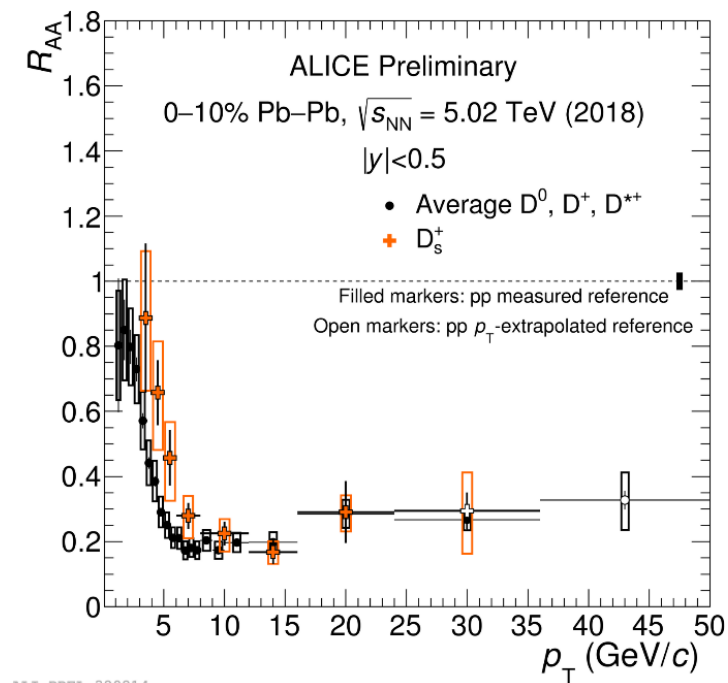 R_AA
1.8
1.6
1.4
1.2
1
0.8
0.6
0.4
0.2
0
ALICE Preliminary
0–10% Pb–Pb, √s_NN = 5.02 TeV (2018)
|y|<0.5
Average D⁰, D⁺, D*⁺
D_s⁺
Filled markers: pp measured reference
Open markers: pp p_T-extrapolated reference
5 10 15 20 25 30 35 40 45 50
p_T (GeV/c)